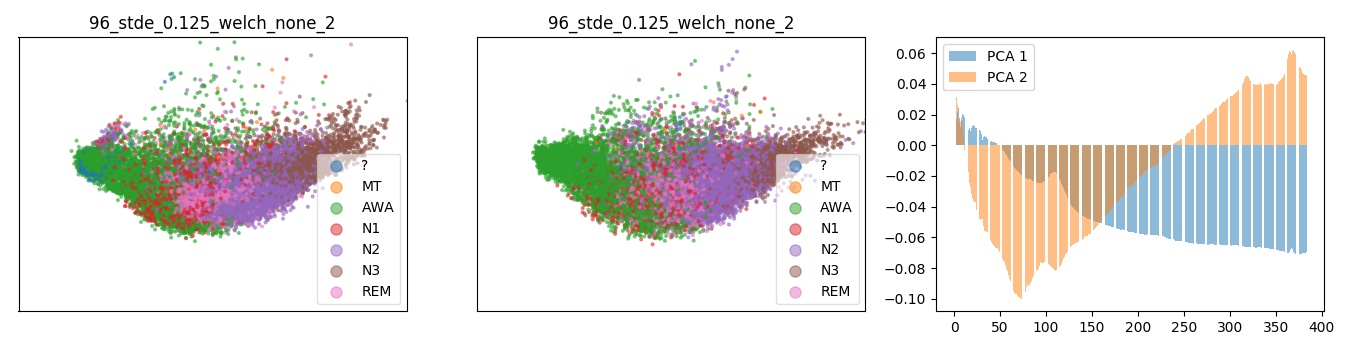 96_stde_0.125_welch_none_2
?
MT
AWA
N1
N2
N3
REM
96_stde_0.125_welch_none_2
?
MT
AWA
N1
N2
N3
REM
PCA 1
PCA 2
0.06
0.04
0.02
0.00
−0.02
−0.04
−0.06
−0.08
−0.10
0 50 100 150 200 250 300 350 400